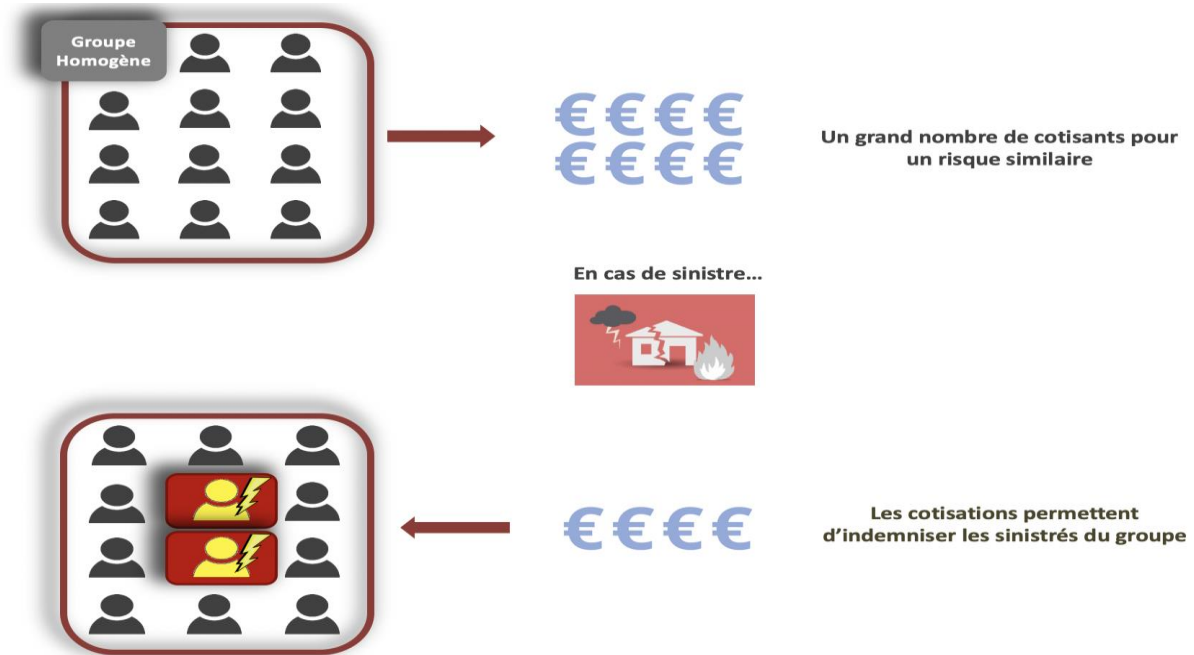 Groupe
Homogène
€ € € €
€ € € €
Un grand nombre de cotisants pour
un risque similaire
En cas de sinistre...
€ € € €
Les cotisations permettent
d'indemniser les sinistrés du groupe